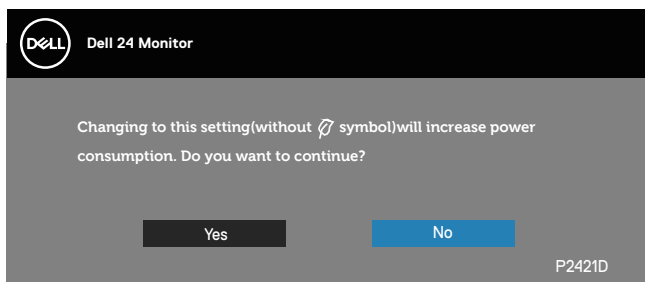 DELL
Dell 24 Monitor
Changing to this setting(without symbol)will increase power
consumption. Do you want to continue?
Yes No
P2421D